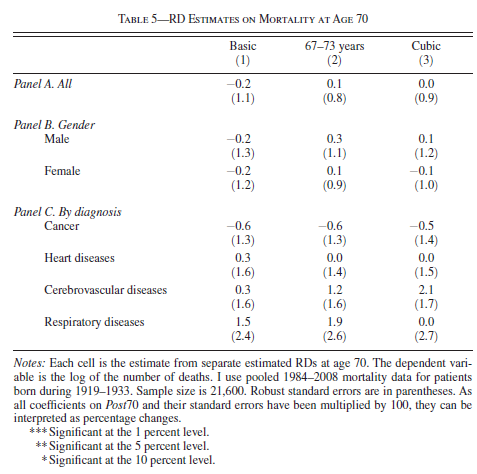 TABLE 5—RD ESTIMATES ON MORTALITY AT AGE 70
Basic 67–73 years Cubic
(1) (2) (3)
Panel A. All −0.2 0.1 0.0
(1.1) (0.8) (0.9)
Panel B. Gender
Male −0.2 0.3 0.1
(1.3) (1.1) (1.2)
Female −0.2 0.1 −0.1
(1.2) (0.9) (1.0)
Panel C. By diagnosis
Cancer −0.6 −0.6 −0.5
(1.3) (1.3) (1.4)
Heart diseases 0.3 0.0 0.0
(1.6) (1.4) (1.5)
Cerebrovascular diseases 0.3 1.2 2.1
(1.6) (1.6) (1.7)
Respiratory diseases 1.5 1.9 0.0
(2.4) (2.6) (2.7)
Notes: Each cell is the estimate from separate estimated RDs at age 70. The dependent vari-
able is the log of the number of deaths. I use pooled 1984–2008 mortality data for patients
born during 1919–1933. Sample size is 21,600. Robust standard errors are in parentheses. As
all coefficients on Post70 and their standard errors have been multiplied by 100, they can be
interpreted as percentage changes.
*** Significant at the 1 percent level.
** Significant at the 5 percent level.
* Significant at the 10 percent level.